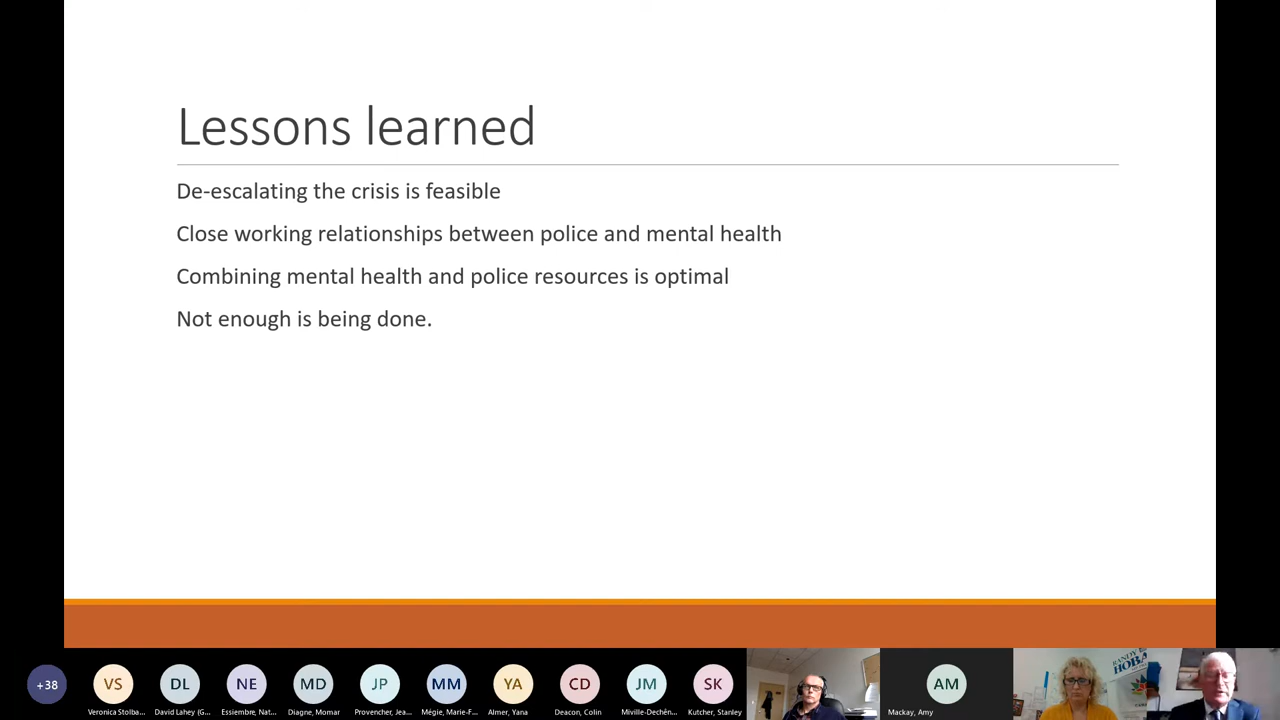 Lessons learned
De-escalating the crisis is feasible
Close working relationships between police and mental health
Combining mental health and police resources is optimal
Not enough is being done.
+38
VS
DL
NE
MD
JP
MM
YA
CD
JM
SK
AM
Veronica Stolba...
David Lahey (G...
Essiembre, Nat...
Diagne, Momar
Provencher, Jea...
Mégie, Marie-F...
Almer, Yana
Deacon, Colin
Miville-Dechên...
Kutcher, Stanley
Mackay, Amy
RANDY
HOBA